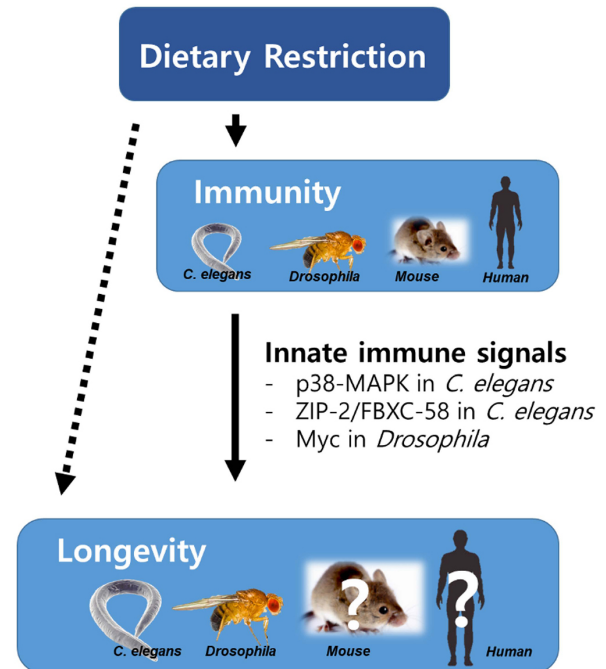 Dietary Restriction
Immunity
C. elegans
Drosophila
Mouse
Human
Innate immune signals
- p38-MAPK in C. elegans
- ZIP-2/FBXC-58 in C. elegans
- Myc in Drosophila
Longevity
? ?
C. elegans
Drosophila
Mouse
Human